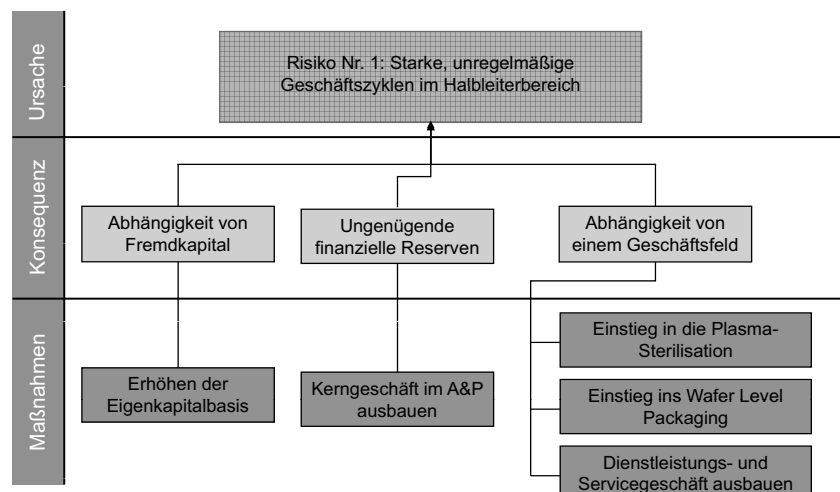 Ursache
Risiko Nr. 1: Starke, unregelmäßige
Geschäftszyklen im Halbleiterbereich
Konsequenz
Abhängigkeit von
Fremdkapital
Ungenügende
finanzielle Reserven
Abhängigkeit von
einem Geschäftsfeld
Maßnahmen
Erhöhen der
Eigenkapitalbasis
Kerngeschäft im A&P
ausbauen
Einstieg in die Plasma-
Sterilisation
Einstieg ins Wafer Level
Packaging
Dienstleistungs- und
Servicegeschäft ausbauen